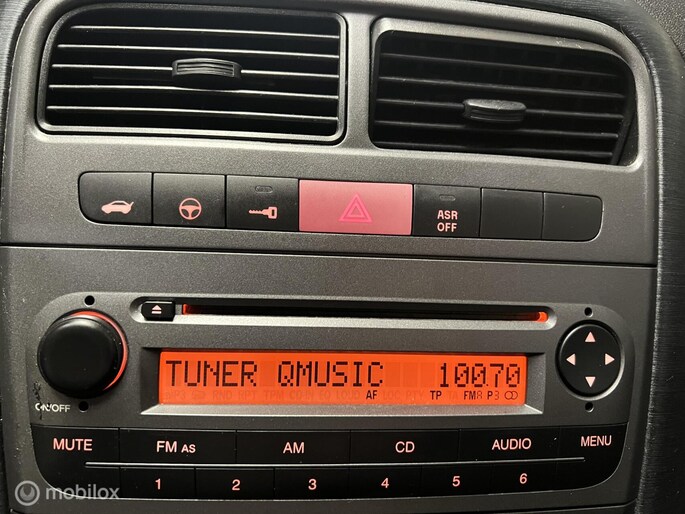 ASR
OFF
TUNER QMUSIC 100.70
AF TP FMA P3
ON/OFF
MUTE FM AS AM CD AUDIO MENU
1 2 3 4 5 6
© mobilox